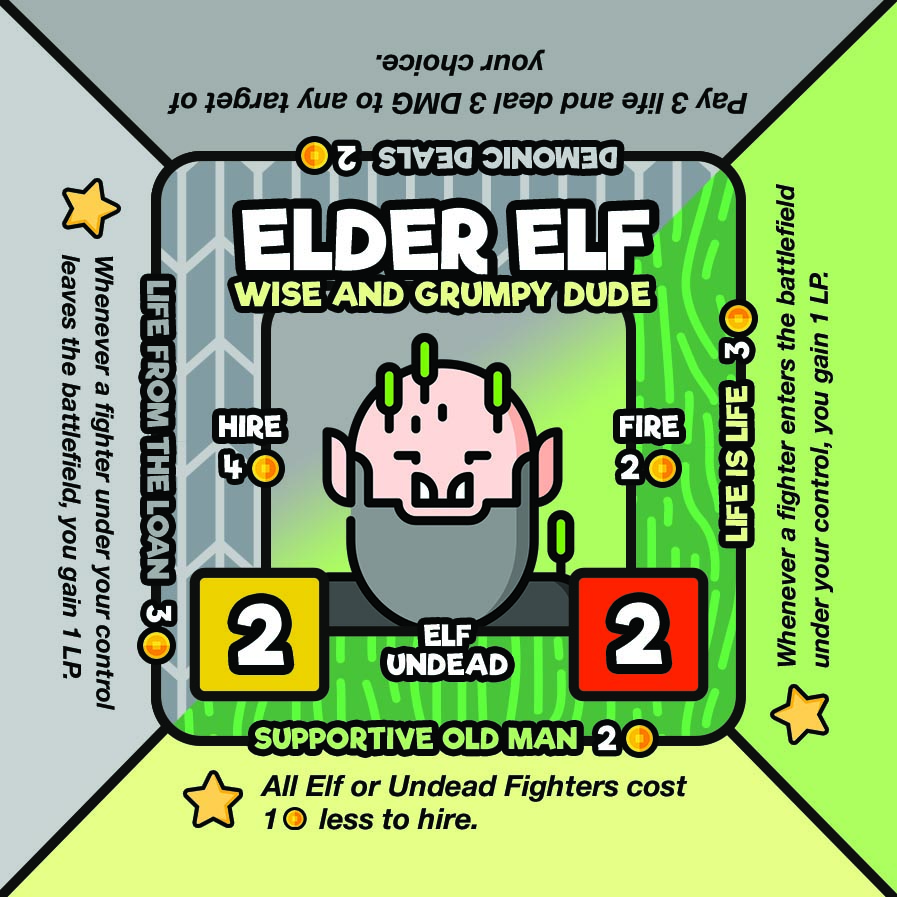 Pay 3 life and deal 3 DMG to any target of
your choice.
DEMONIC DEALS 2
ELDER ELF
WISE AND GRUMPY DUDE
HIRE
4
FIRE
2
2
2
ELF
UNDEAD
SUPPORTIVE OLD MAN 2
All Elf or Undead Fighters cost
1 less to hire.
LIFE FROM THE LOAN 3
Whenever a fighter under your control
leaves the battlefield, you gain 1 LP.
LIFE IS LIFE 3
Whenever a fighter enters the battlefield
under your control, you gain 1 LP.